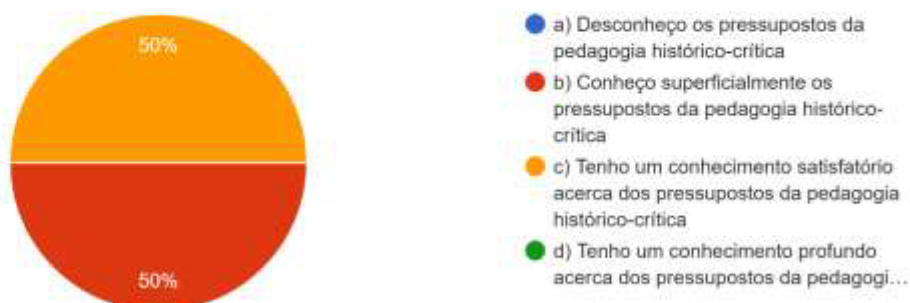 50%
50%
a) Desconheço os pressupostos da
pedagogia histórico-crítica
b) Conheço superficialmente os
pressupostos da pedagogia histórico-
crítica
c) Tenho um conhecimento satisfatório
acerca dos pressupostos da pedagogia
histórico-crítica
d) Tenho um conhecimento profundo
acerca dos pressupostos da pedagogi...